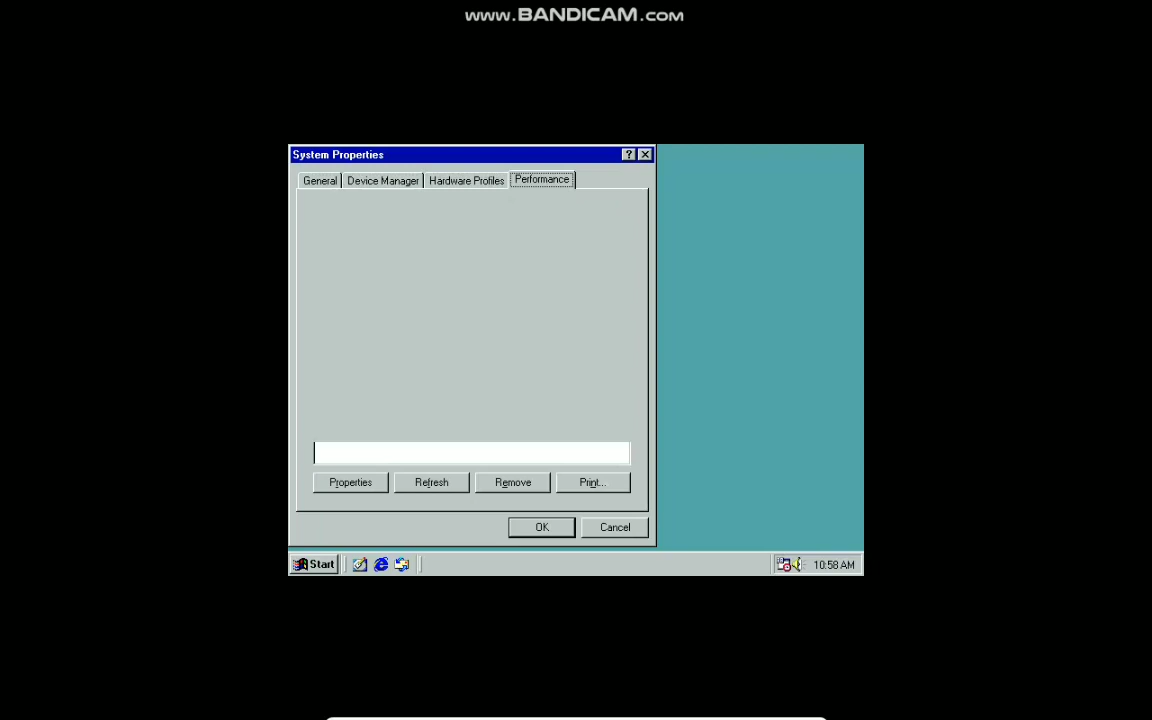 www.BANDICAM.com
System Properties
General Device Manager Hardware Profiles Performance
Properties Refresh Remove Print...
OK Cancel
Start 10:58 AM